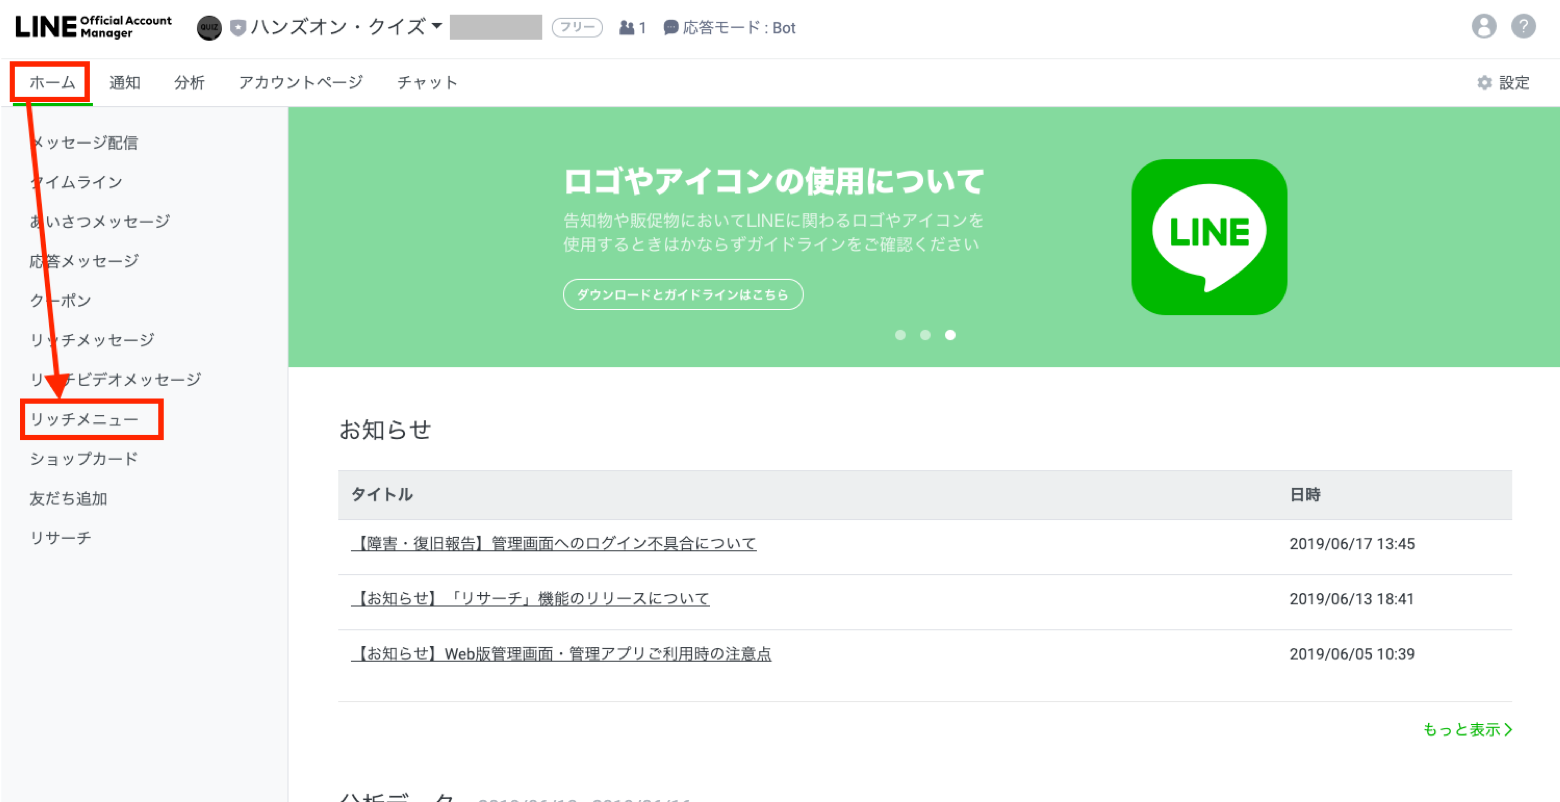 LINE Official Account Manager
QUIZ ハンズオン・クイズ フリー 1 応答モード : Bot ?
ホーム 通知 分析 アカウントページ チャット 設定
メッセージ配信
タイムライン
あいさつメッセージ
応答メッセージ
クーポン
リッチメッセージ
リッチビデオメッセージ
リッチメニュー
ショップカード
友だち追加
リサーチ
ロゴやアイコンの使用について
告知物や販促物においてLINEに関わるロゴやアイコンを
使用するときはかならずガイドラインをご確認ください
ダウンロードとガイドラインはこちら
LINE
お知らせ
タイトル 日時
【障害・復旧報告】管理画面へのログイン不具合について 2019/06/17 13:45
【お知らせ】「リサーチ」機能のリリースについて 2019/06/13 18:41
【お知らせ】Web版管理画面・管理アプリご利用時の注意点 2019/06/05 10:39
もっと表示
分析データ